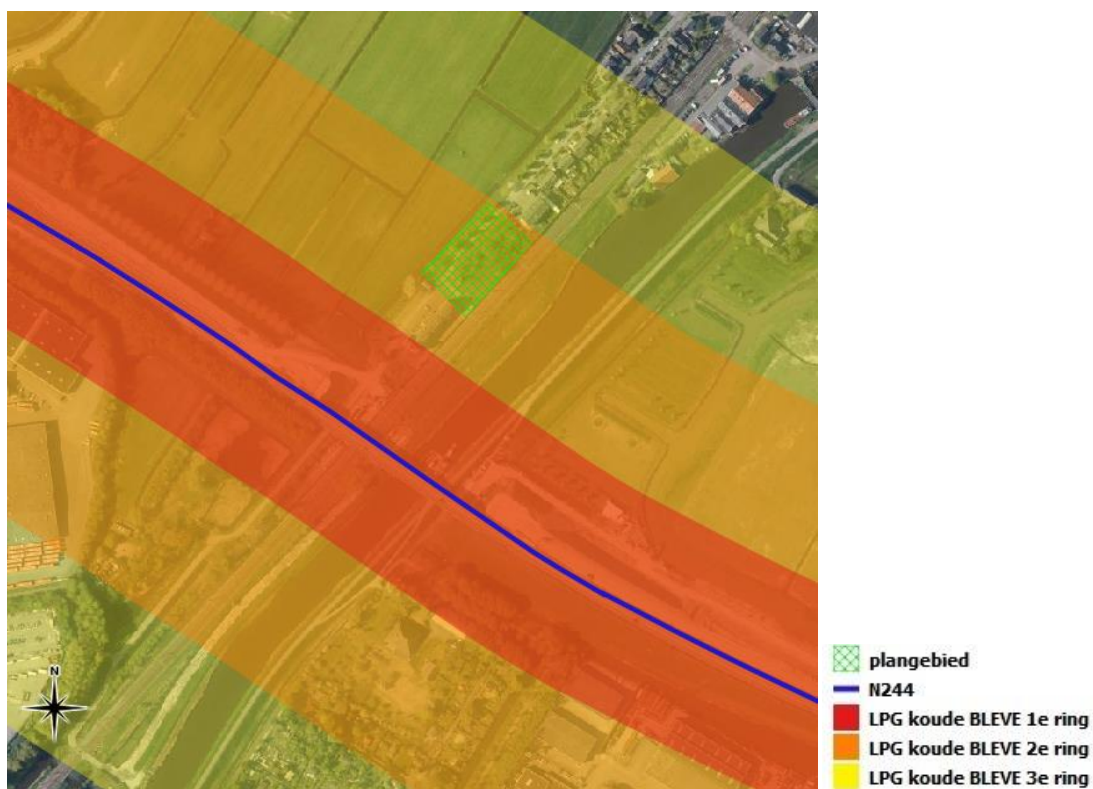 N
plangebied
N244
LPG koude BLEVE 1e ring
LPG koude BLEVE 2e ring
LPG koude BLEVE 3e ring